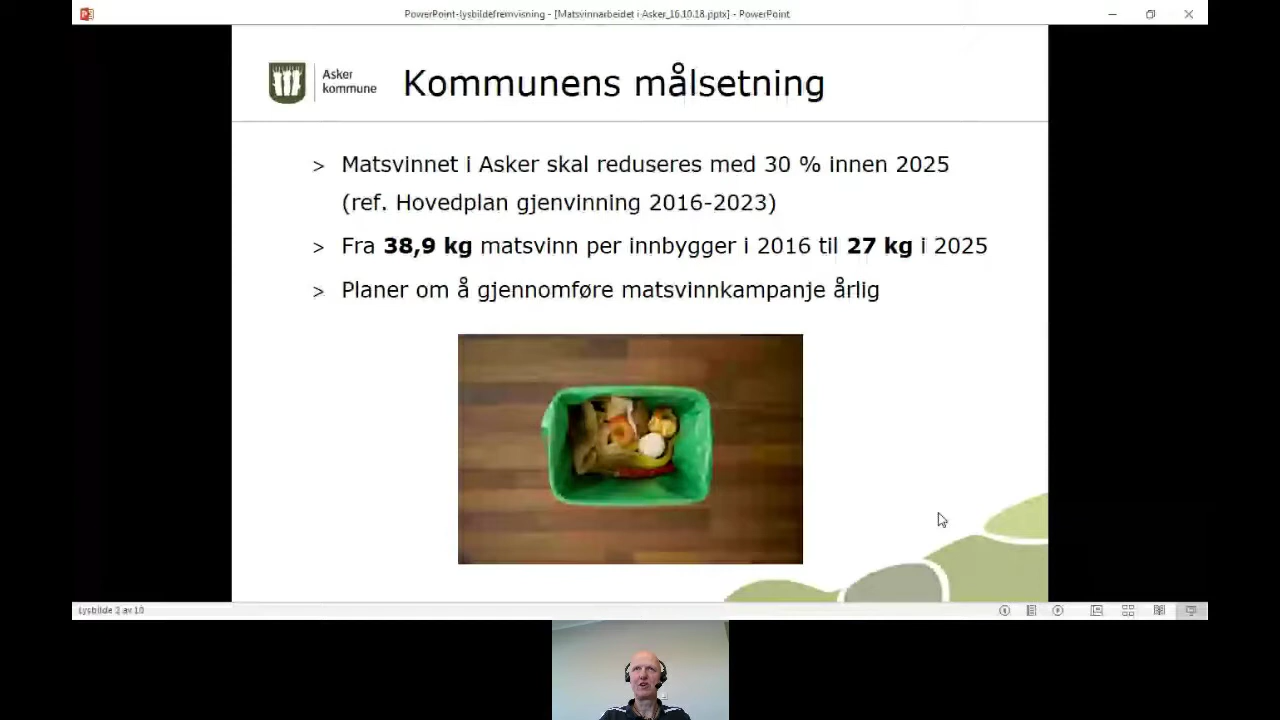 PowerPoint-lysbildefremvisning - [Matsvinnarbeidet i Asker_16.10.18.pptx] - PowerPoint
Asker
kommune
Kommunens målsetning
> Matsvinnet i Asker skal reduseres med 30 % innen 2025
(ref. Hovedplan gjenvinning 2016-2023)
> Fra 38,9 kg matsvinn per innbygger i 2016 til 27 kg i 2025
> Planer om å gjennomføre matsvinnkampanje årlig
Lysbilde 2 av 10